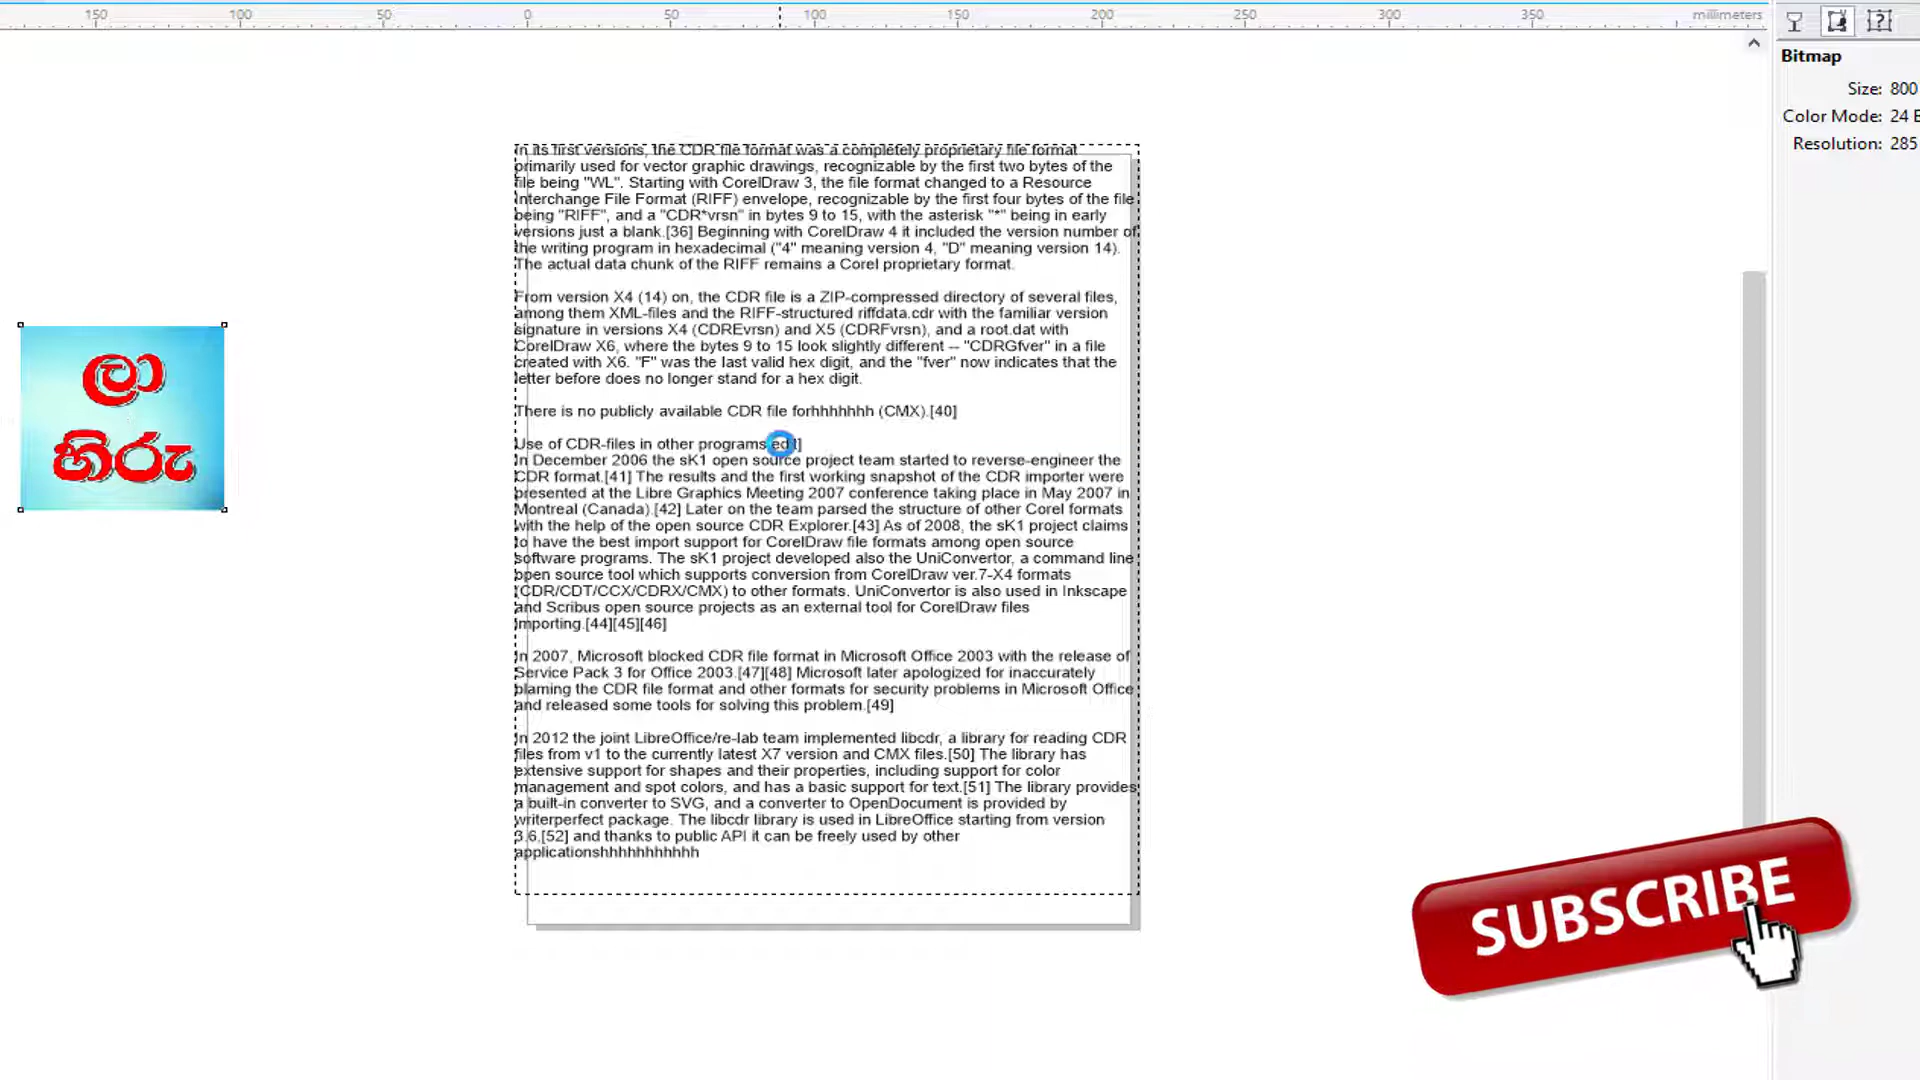 150 100 50 0 50 100 150 200 250 300 350 millimeters
Bitmap
Size: 800
Color Mode: 24
Resolution: 285
ලා
හිරු
In its first versions, the CDR file format was a completely proprietary file format
primarily used for vector graphic drawings, recognizable by the first two bytes of the
file being "WL". Starting with CorelDraw 3, the file format changed to a Resource
Interchange File Format (RIFF) envelope, recognizable by the first four bytes of the file
being "RIFF", and a "CDR*vrsn" in bytes 9 to 15, with the asterisk "*" being in early
versions just a blank.[36] Beginning with CorelDraw 4 it included the version number of
the writing program in hexadecimal ("4" meaning version 4, "D" meaning version 14).
The actual data chunk of the RIFF remains a Corel proprietary format.
From version X4 (14) on, the CDR file is a ZIP-compressed directory of several files,
among them XML-files and the RIFF-structured riffdata.cdr with the familiar version
signature in versions X4 (CDREvrsn) and X5 (CDRFvrsn), and a root.dat with
CorelDraw X6, where the bytes 9 to 15 look slightly different -- "CDRGfver" in a file
created with X6. "F" was the last valid hex digit, and the "fver" now indicates that the
letter before does no longer stand for a hex digit.
There is no publicly available CDR file forhhhhhhh (CMX).[40]
Use of CDR-files in other programs edit]
In December 2006 the sK1 open source project team started to reverse-engineer the
CDR format.[41] The results and the first working snapshot of the CDR importer were
presented at the Libre Graphics Meeting 2007 conference taking place in May 2007 in
Montreal (Canada).[42] Later on the team parsed the structure of other Corel formats
with the help of the open source CDR Explorer.[43] As of 2008, the sK1 project claims
to have the best import support for CorelDraw file formats among open source
software programs. The sK1 project developed also the UniConvertor, a command line
open source tool which supports conversion from CorelDraw ver.7-X4 formats
(CDR/CDT/CCX/CDRX/CMX) to other formats. UniConvertor is also used in Inkscape
and Scribus open source projects as an external tool for CorelDraw files
importing.[44][45][46]
In 2007, Microsoft blocked CDR file format in Microsoft Office 2003 with the release of
Service Pack 3 for Office 2003.[47][48] Microsoft later apologized for inaccurately
blaming the CDR file format and other formats for security problems in Microsoft Office
and released some tools for solving this problem.[49]
In 2012 the joint LibreOffice/re-lab team implemented libcdr, a library for reading CDR
files from v1 to the currently latest X7 version and CMX files.[50] The library has
extensive support for shapes and their properties, including support for color
management and spot colors, and has a basic support for text.[51] The library provides
a built-in converter to SVG, and a converter to OpenDocument is provided by
writerperfect package. The libcdr library is used in LibreOffice starting from version
3.6,[52] and thanks to public API it can be freely used by other
applicationshhhhhhhhhhh
SUBSCRIBE